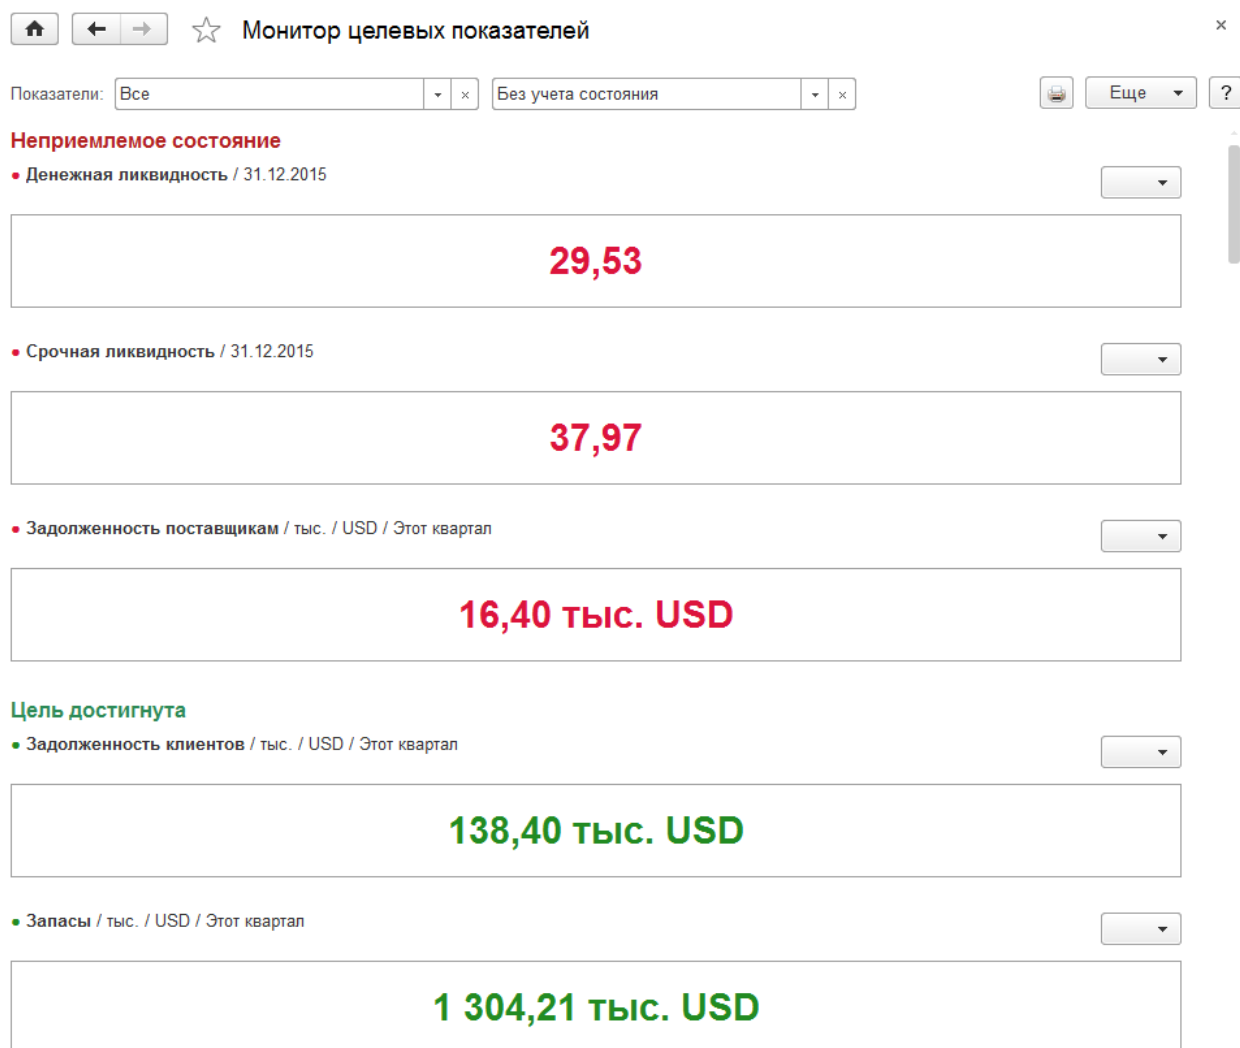 Монитор целевых показателей
Показатели: Все Без учета состояния Еще ?
Неприемлемое состояние
Денежная ликвидность / 31.12.2015
29,53
Срочная ликвидность / 31.12.2015
37,97
Задолженность поставщикам / тыс. / USD / Этот квартал
16,40 тыс. USD
Цель достигнута
Задолженность клиентов / тыс. / USD / Этот квартал
138,40 тыс. USD
Запасы / тыс. / USD / Этот квартал
1 304,21 тыс. USD